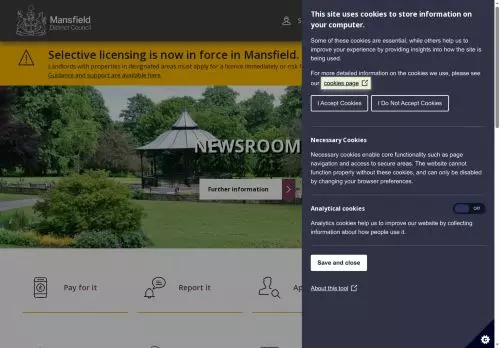 Mansfield
District Council
S
Selective licensing is now in force in Mansfield.
Landlords with properties in designated areas must apply for a licence immediately or risk
Guidance and support are available here.
NEWSROOM
Further information
Pay for it
Report it
Ap
This site uses cookies to store information on
your computer.
Some of these cookies are essential, while others help us to
improve your experience by providing insights into how the site is
being used.
For more detailed information on the cookies we use, please see
our cookies page
I Accept Cookies
I Do Not Accept Cookies
Necessary Cookies
Necessary cookies enable core functionality such as page
navigation and access to secure areas. The website cannot
function properly without these cookies, and can only be disabled
by changing your browser preferences.
Analytical cookies
Off
Analytics cookies help us to improve our website by collecting
information about how people use it.
Save and close
About this tool